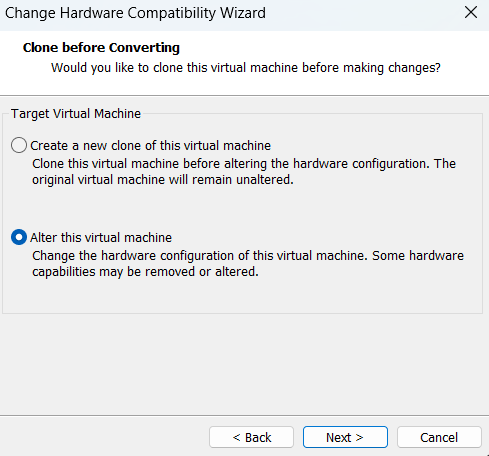 Change Hardware Compatibility Wizard
Clone before Converting
Would you like to clone this virtual machine before making changes?
Target Virtual Machine
Create a new clone of this virtual machine
Clone this virtual machine before altering the hardware configuration. The
original virtual machine will remain unaltered.
Alter this virtual machine
Change the hardware configuration of this virtual machine. Some hardware
capabilities may be removed or altered.
< Back
Next >
Cancel